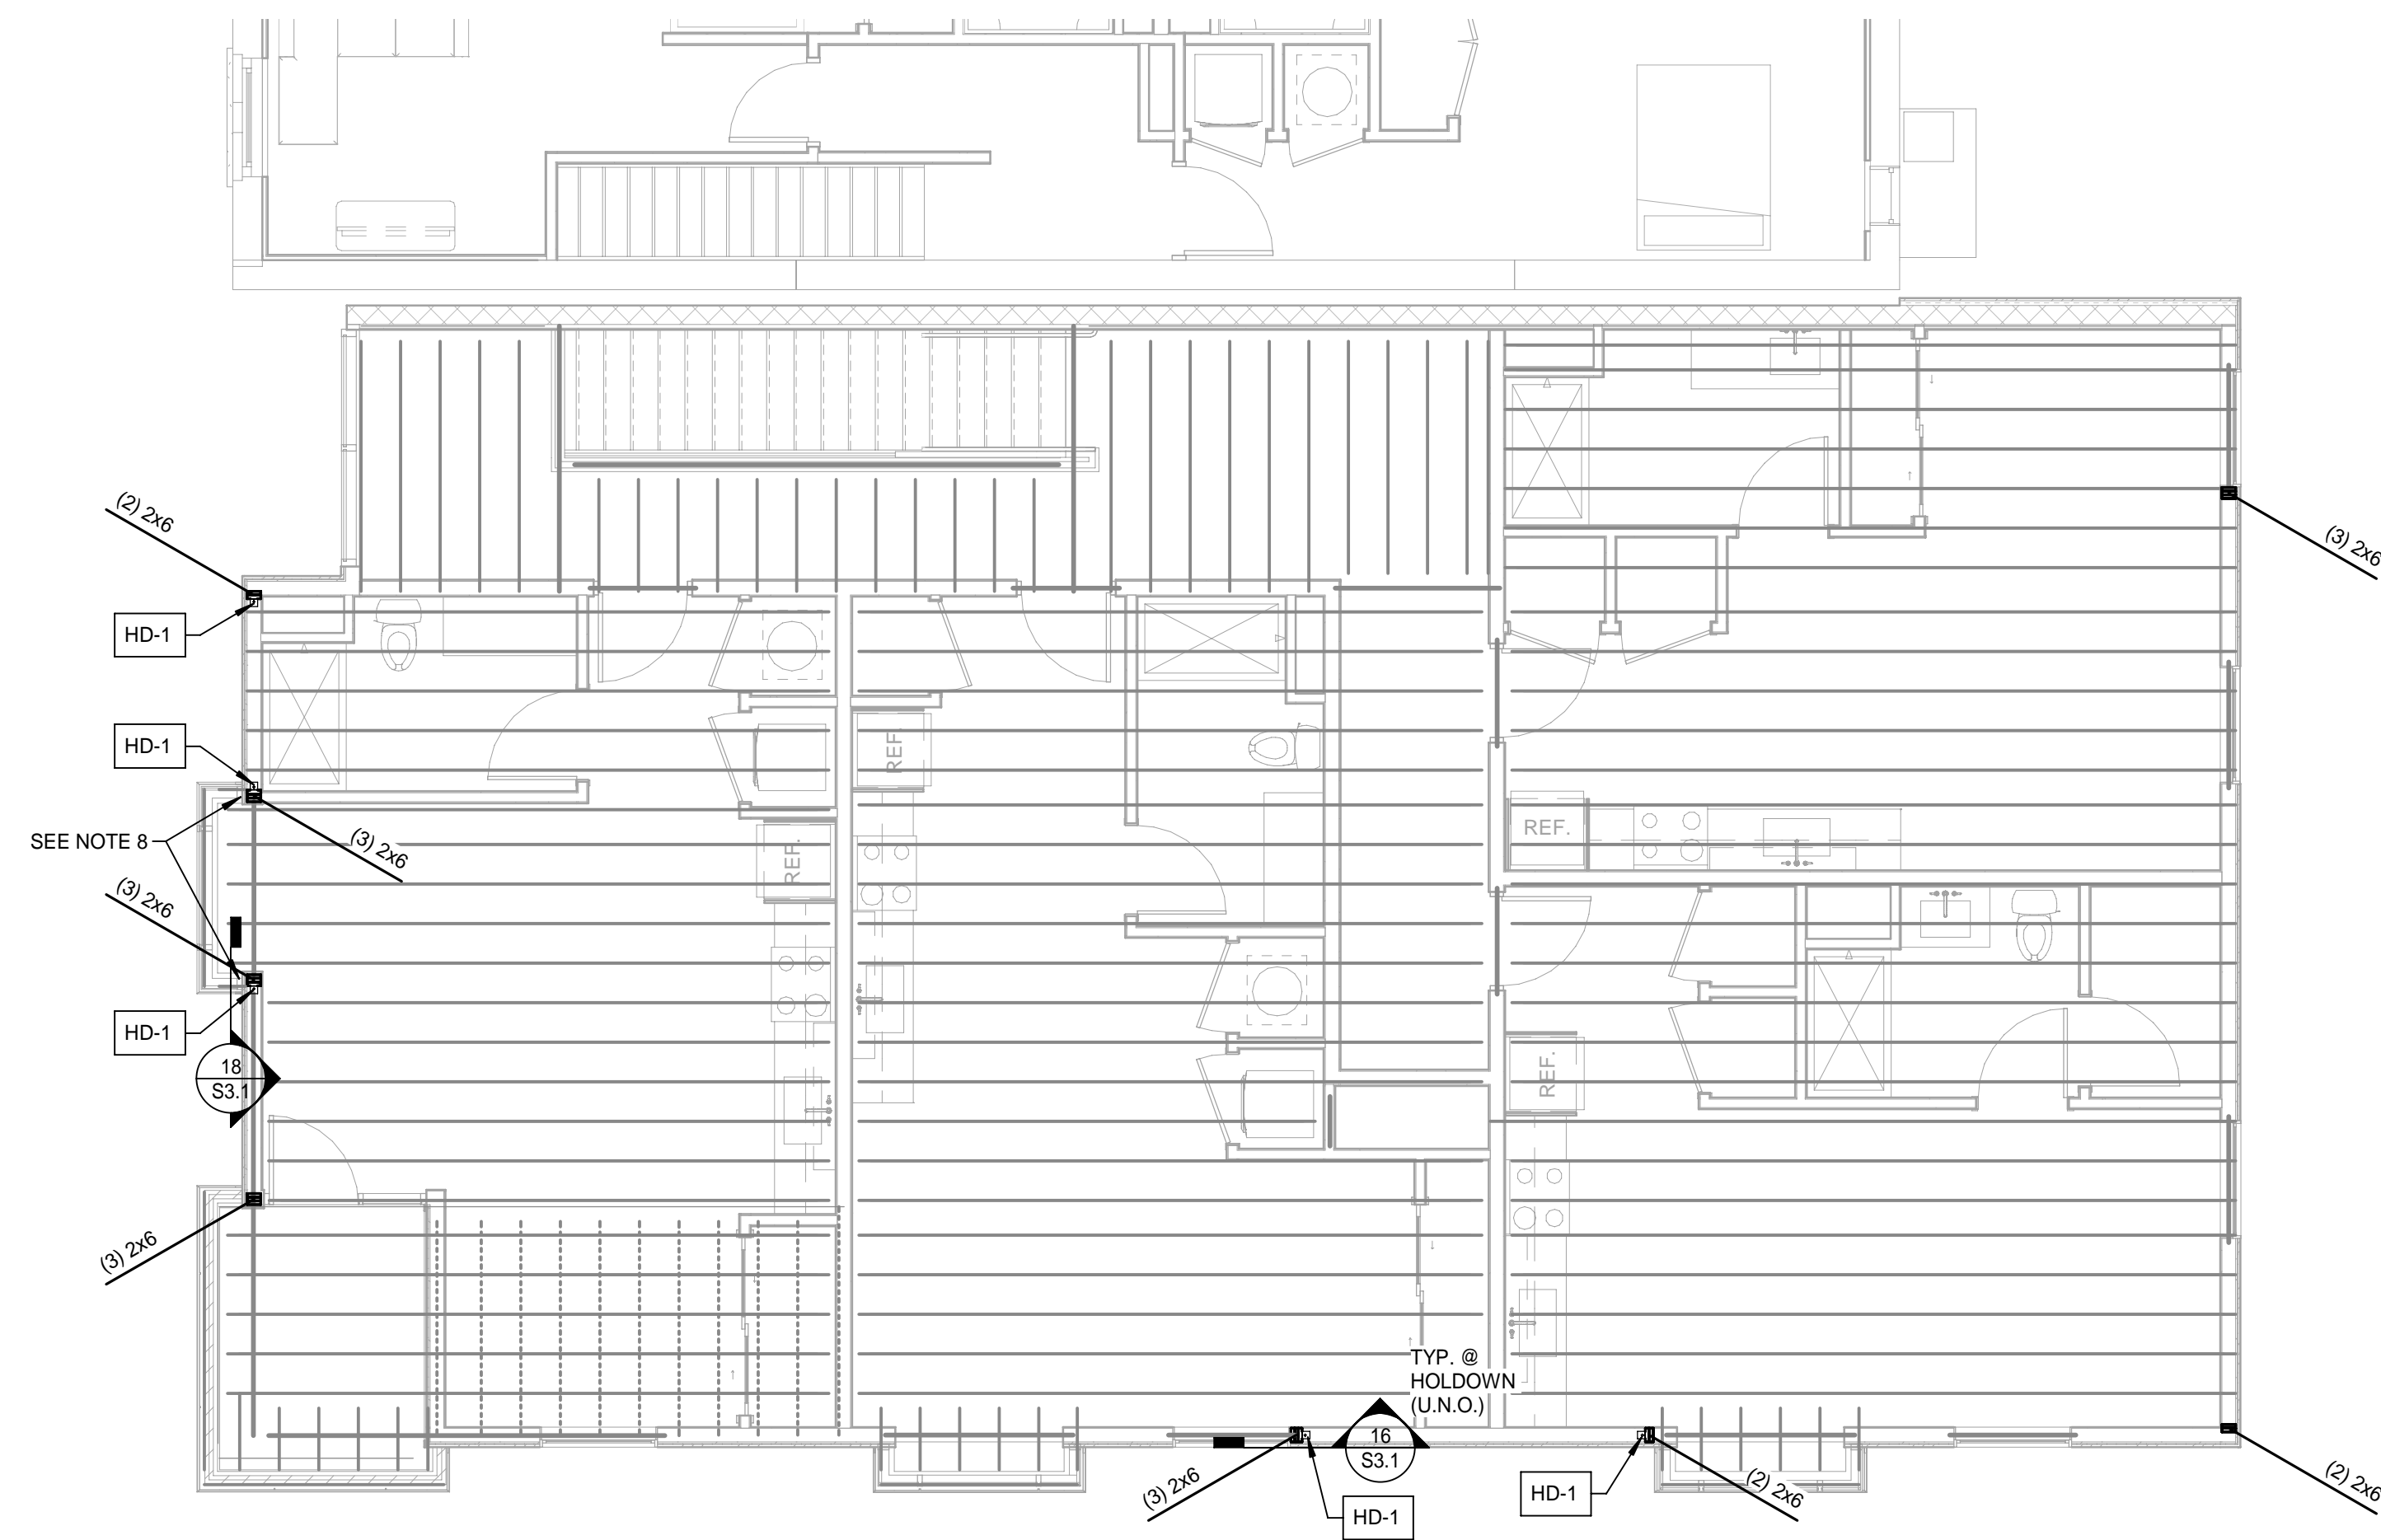 (2) 2x6
(3) 2x6
HD-1
HD-1
REF.
REF.
REF.
SEE NOTE 8
(3) 2x6
(3) 2x6
HD-1
18
S3.1
REF.
(3) 2x6
TYP. @
HOLDOWN
(U.N.O.)
16
S3.1
(3) 2x6
HD-1
HD-1
(2) 2x6
(2) 2x6